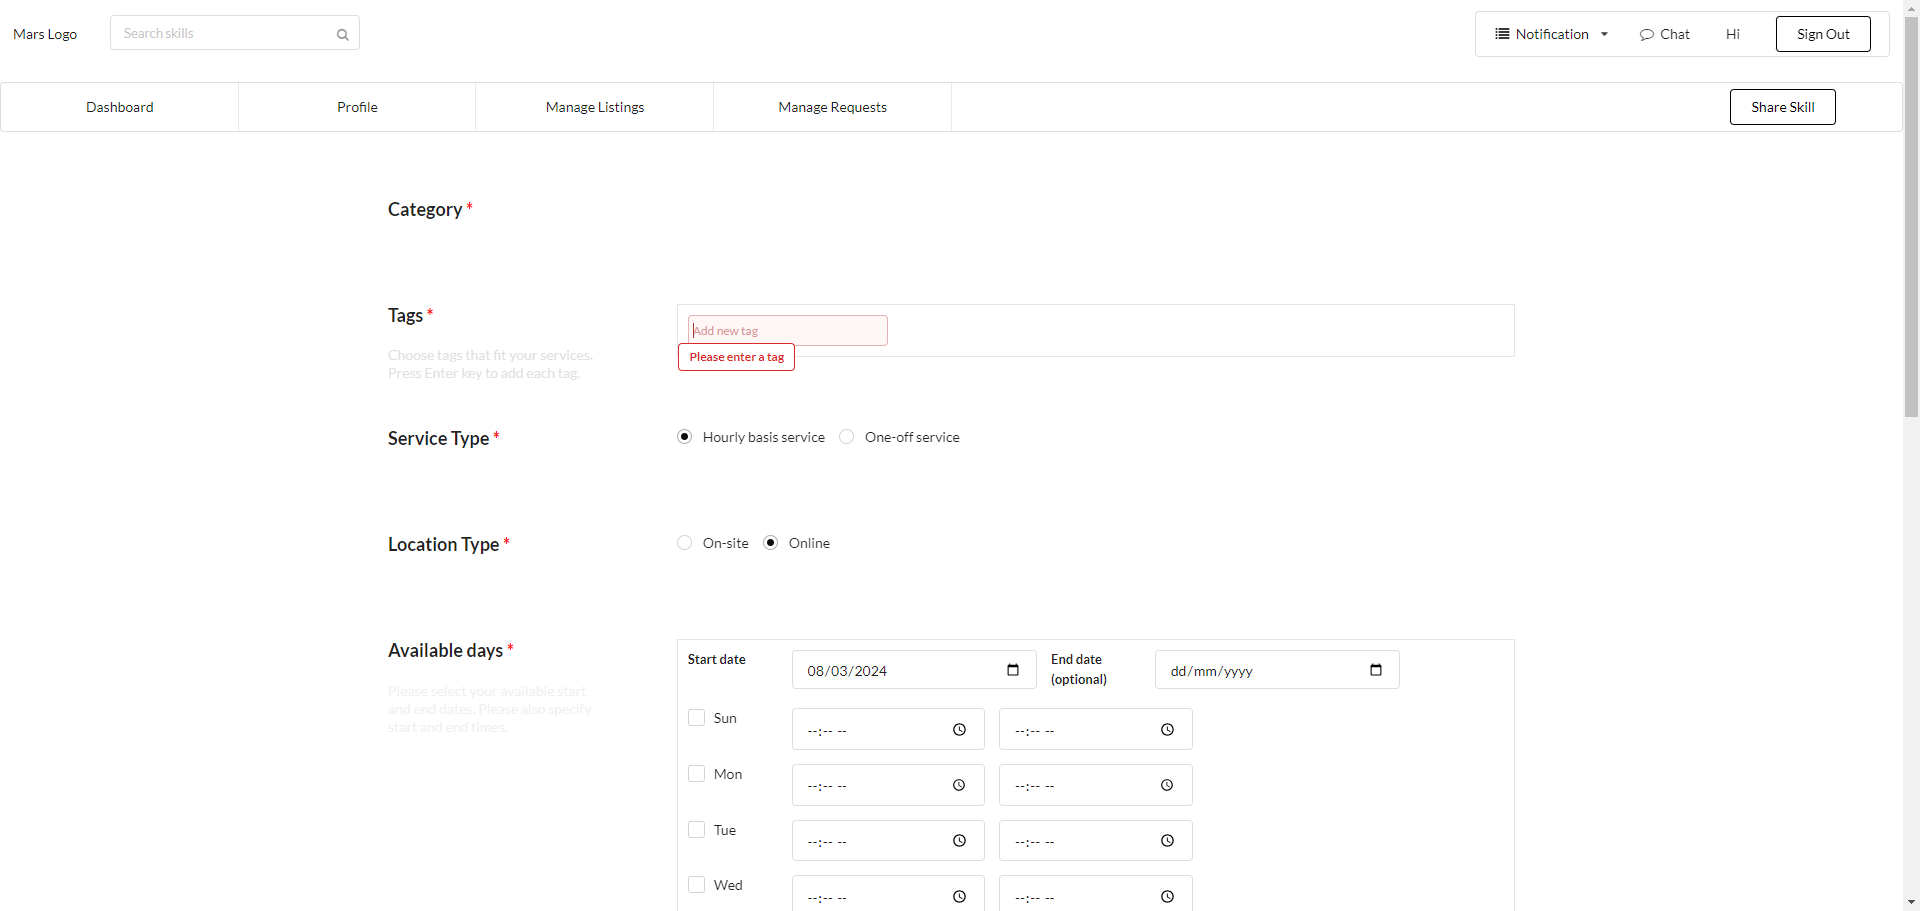 Mars Logo
Search skills
Notification
Chat
Hi
Sign Out
Dashboard
Profile
Manage Listings
Manage Requests
Share Skill
Category *
Tags *
Choose tags that fit your services.
Press Enter key to add each tag.
Add new tag
Please enter a tag
Service Type *
Hourly basis service
One-off service
Location Type *
On-site
Online
Available days *
Please select your available start
and end dates. Please also specify
start and end times.
Start date
08/03/2024
End date
(optional)
dd/mm/yyyy
Sun
--:-- --
--:-- --
Mon
--:-- --
--:-- --
Tue
--:-- --
--:-- --
Wed
--:-- --
--:-- --